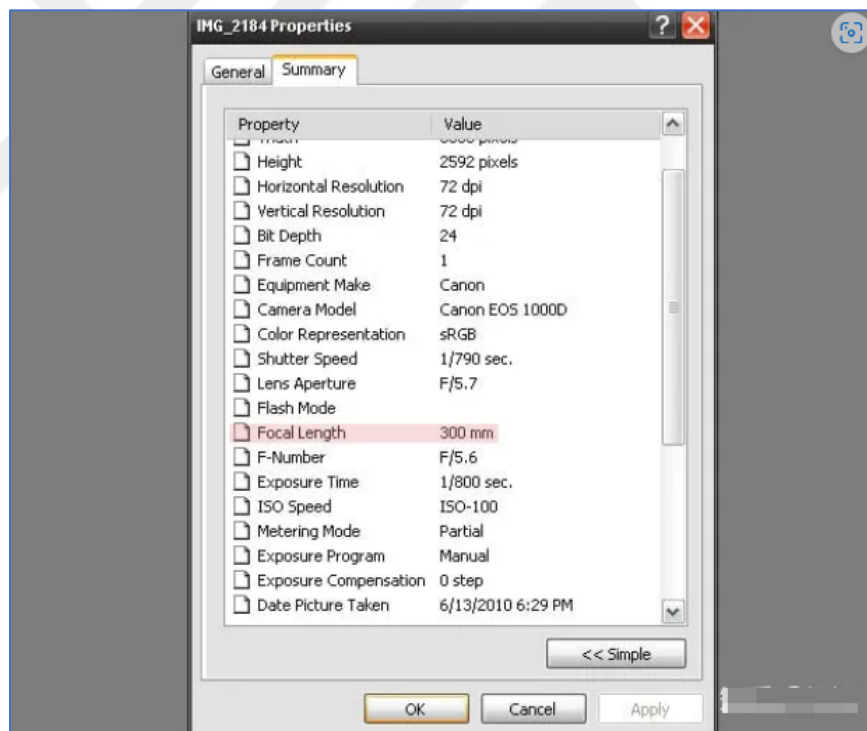 IMG_2184 Properties
General Summary
Property Value
Height 2592 pixels
Horizontal Resolution 72 dpi
Vertical Resolution 72 dpi
Bit Depth 24
Frame Count 1
Equipment Make Canon
Camera Model Canon EOS 1000D
Color Representation sRGB
Shutter Speed 1/790 sec.
Lens Aperture F/5.7
Flash Mode
Focal Length 300 mm
F-Number F/5.6
Exposure Time 1/800 sec.
ISO Speed ISO-100
Metering Mode Partial
Exposure Program Manual
Exposure Compensation 0 step
Date Picture Taken 6/13/2010 6:29 PM
<< Simple
OK Cancel Apply